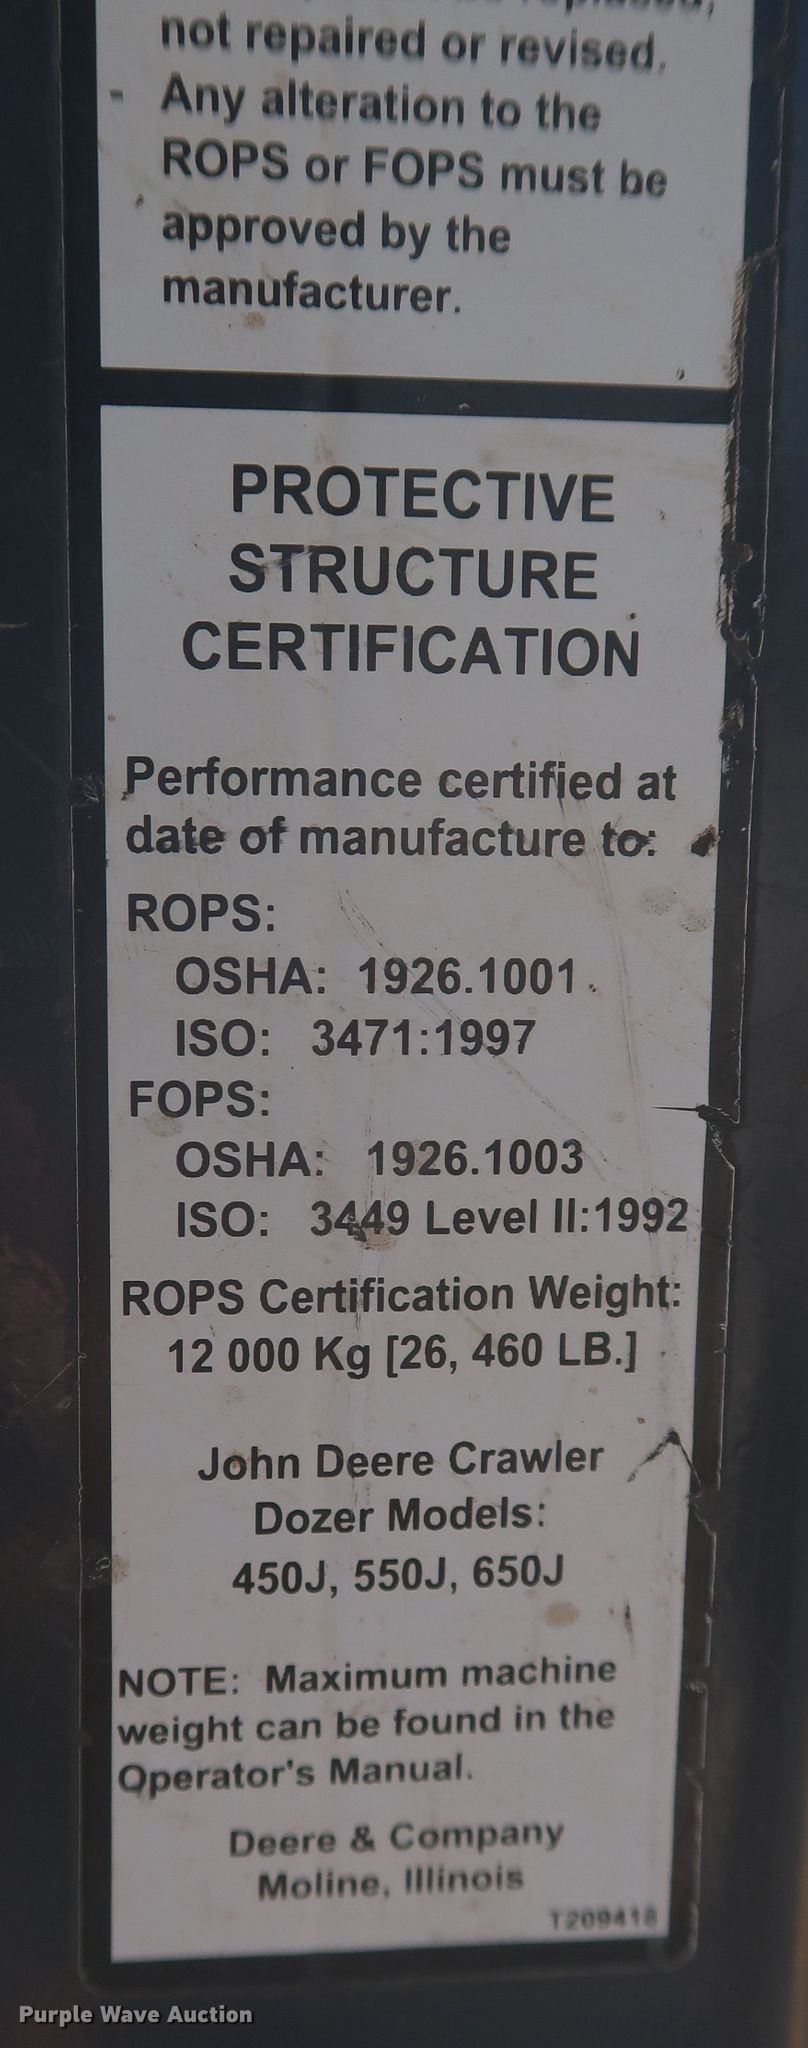 not repaired or revised.
- Any alteration to the
ROPS or FOPS must be
approved by the
manufacturer.
PROTECTIVE
STRUCTURE
CERTIFICATION
Performance certified at
date of manufacture to:
ROPS:
OSHA: 1926.1001
ISO: 3471:1997
FOPS:
OSHA: 1926.1003
ISO: 3449 Level II:1992
ROPS Certification Weight:
12 000 Kg [26, 460 LB.]
John Deere Crawler
Dozer Models:
450J, 550J, 650J
NOTE: Maximum machine
weight can be found in the
Operator's Manual.
Deere & Company
Moline, Illinois
T209418
Purple Wave Auction